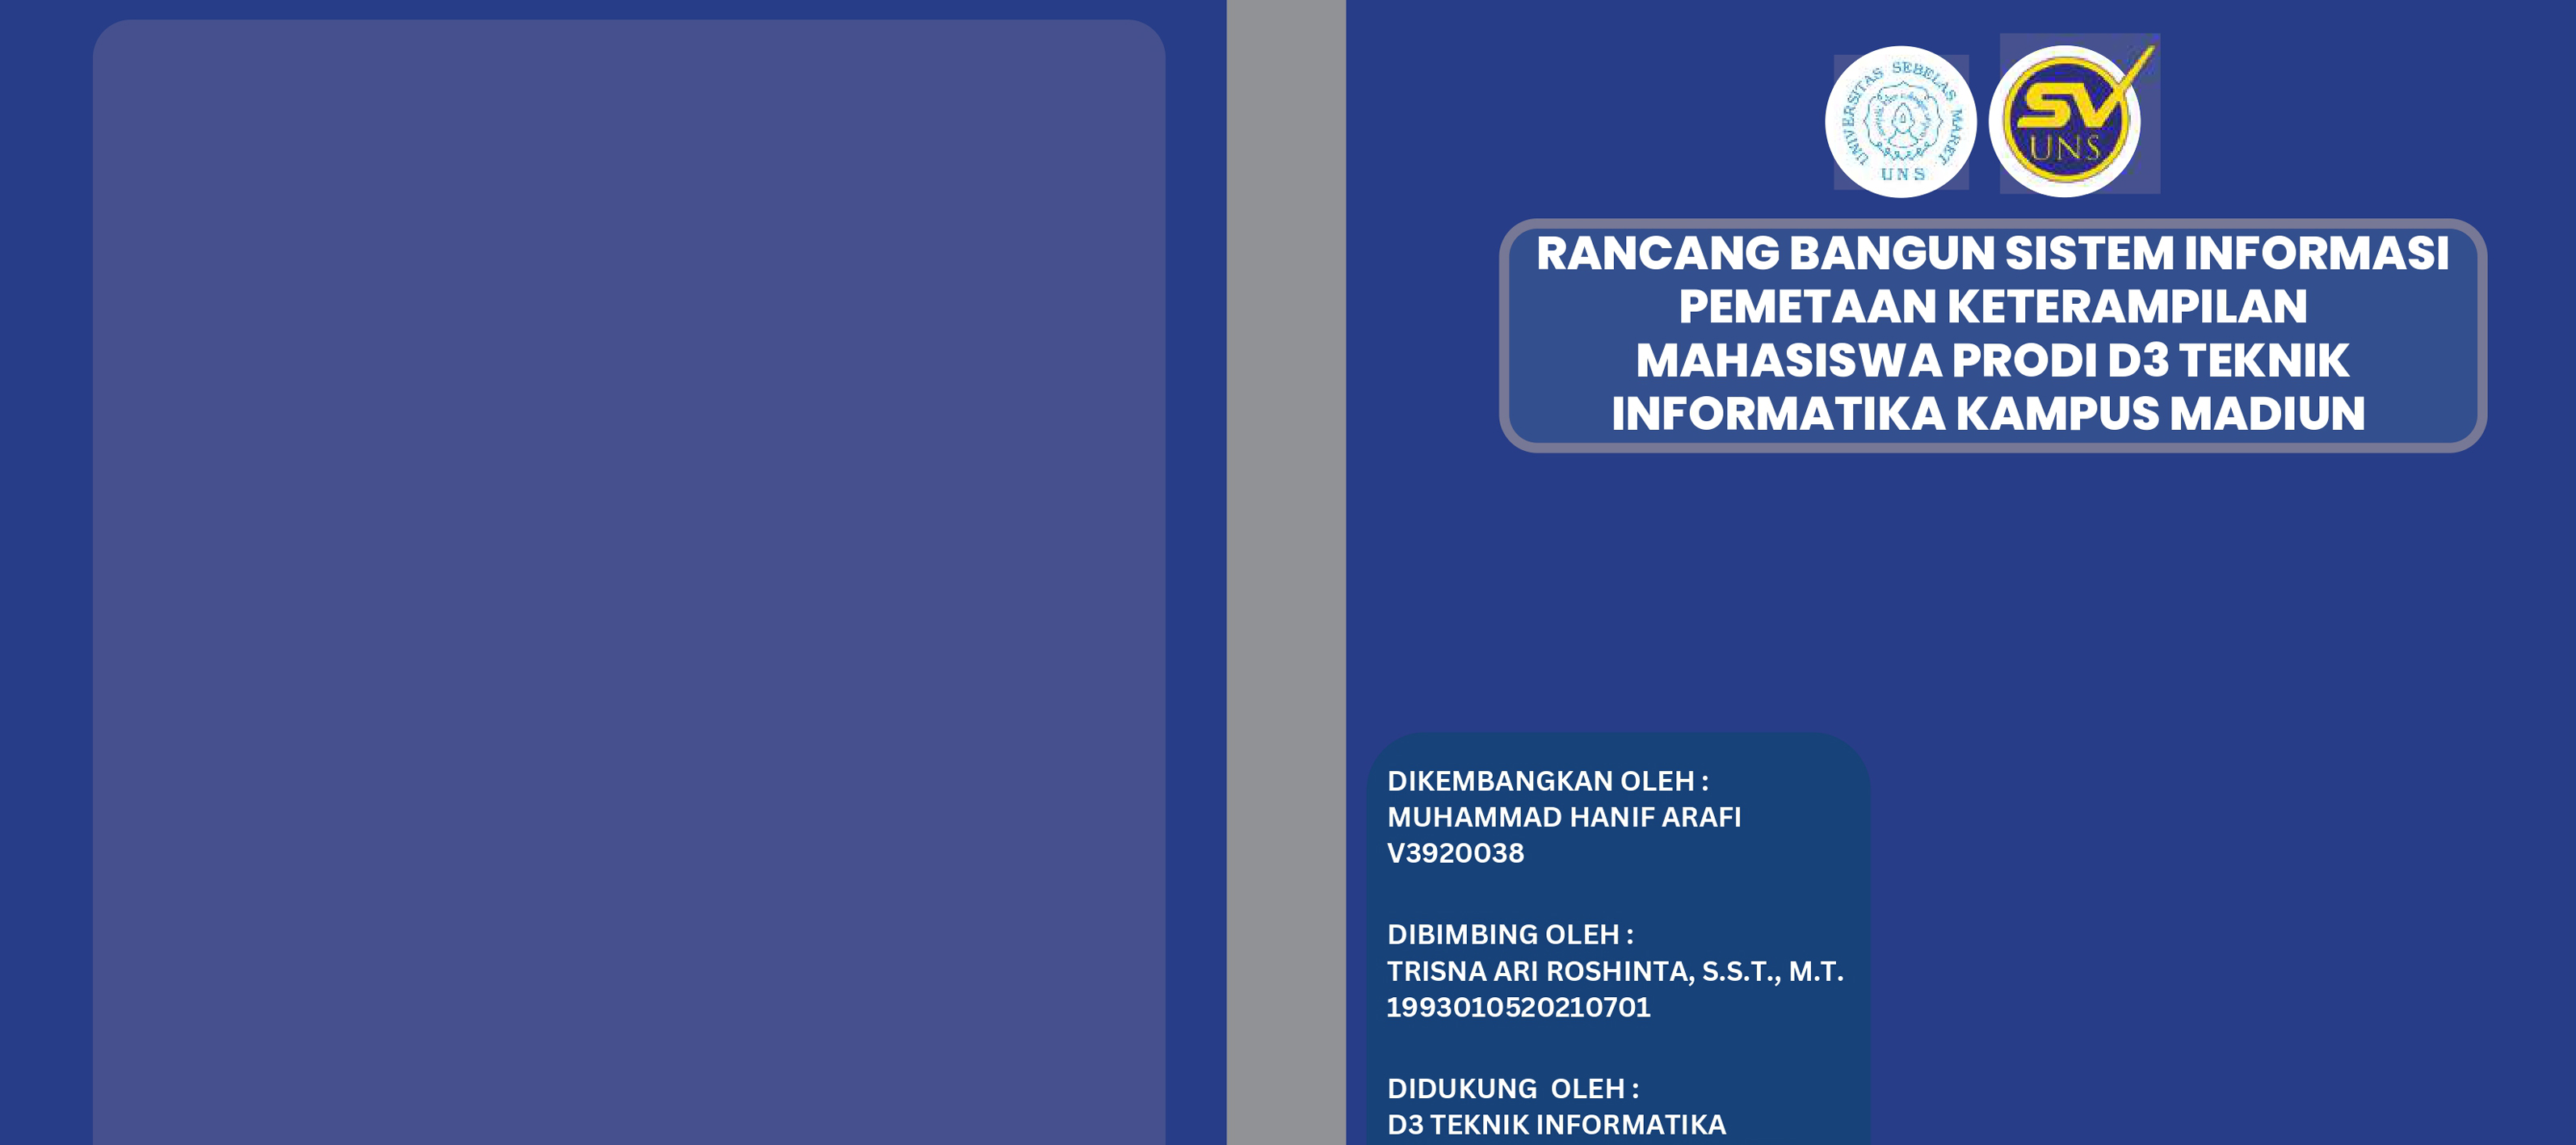 UNIVERSITAS SEBELAS MARET
UNS
SV
UNS
RANCANG BANGUN SISTEM INFORMASI
PEMETAAN KETERAMPILAN
MAHASISWA PRODI D3 TEKNIK
INFORMATIKA KAMPUS MADIUN
DIKEMBANGKAN OLEH :
MUHAMMAD HANIF ARAFI
V3920038
DIBIMBING OLEH :
TRISNA ARI ROSHINTA, S.S.T., M.T.
1993010520210701
DIDUKUNG  OLEH :
D3 TEKNIK INFORMATIKA